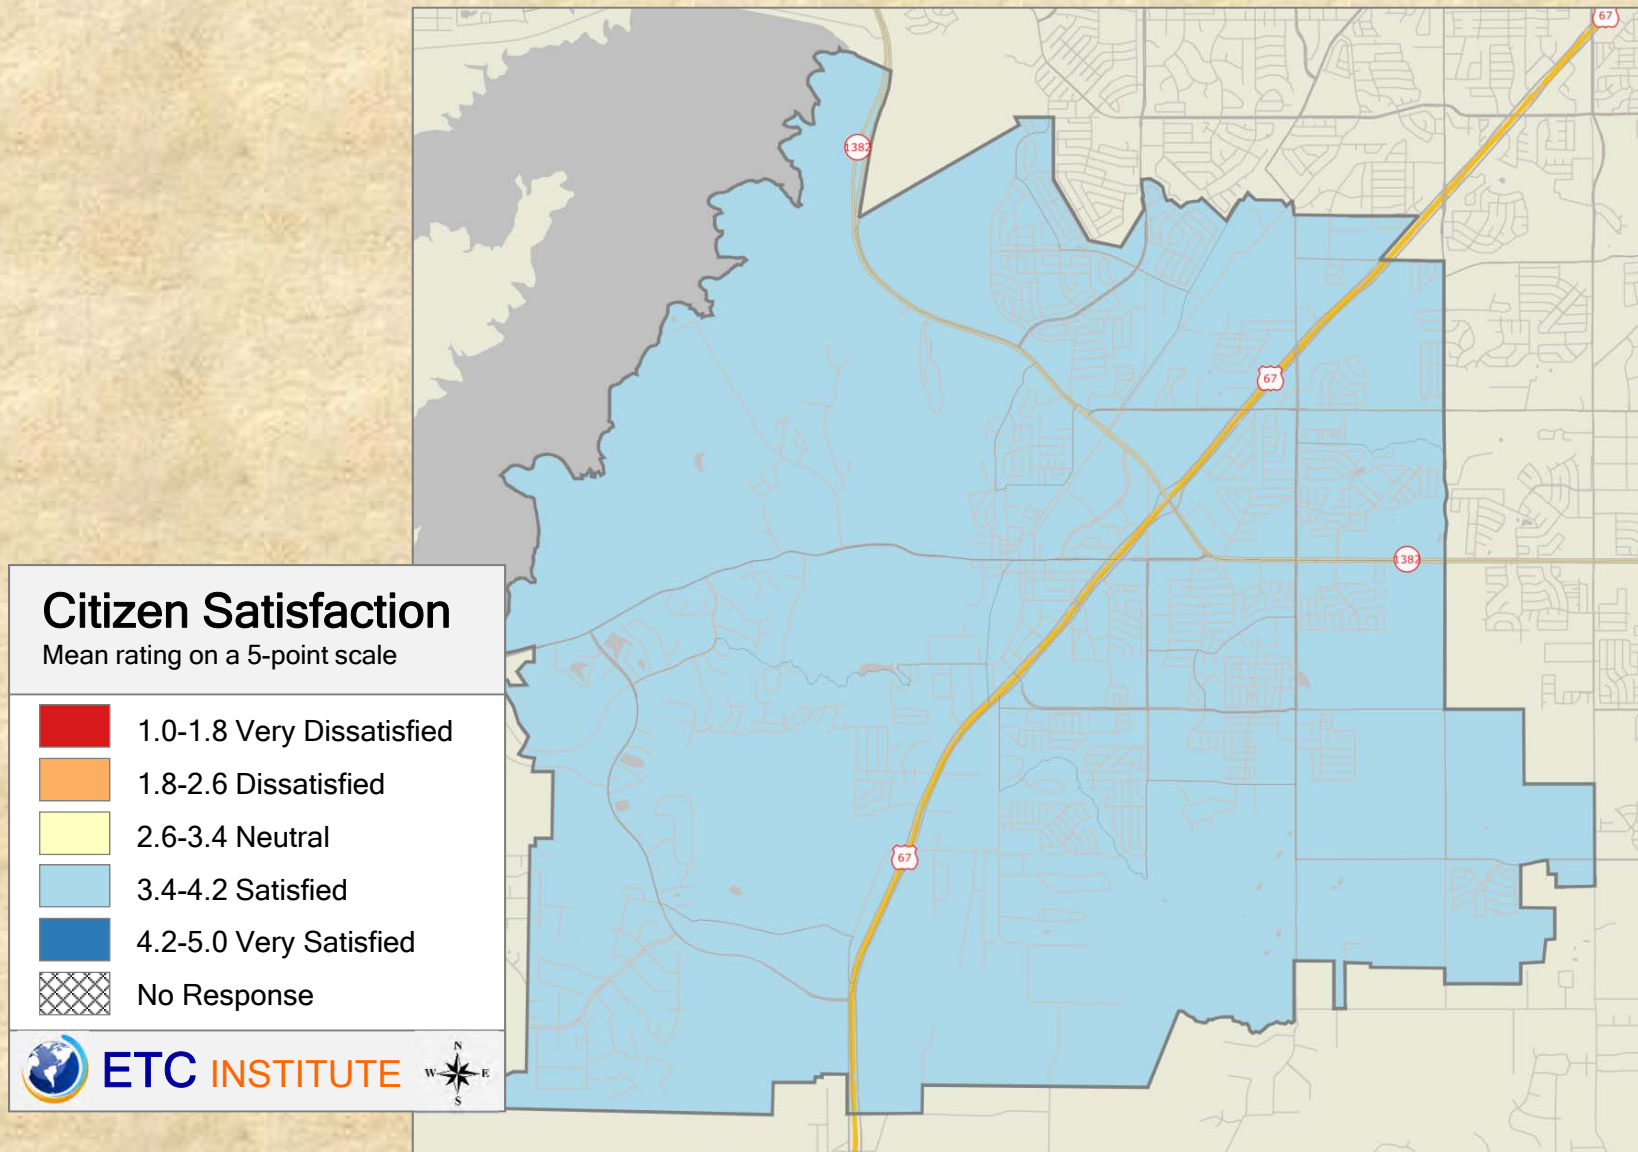 67
1382
67
1382
67
Citizen Satisfaction
Mean rating on a 5-point scale
1.0-1.8 Very Dissatisfied
1.8-2.6 Dissatisfied
2.6-3.4 Neutral
3.4-4.2 Satisfied
4.2-5.0 Very Satisfied
No Response
ETC INSTITUTE
N
W E
S